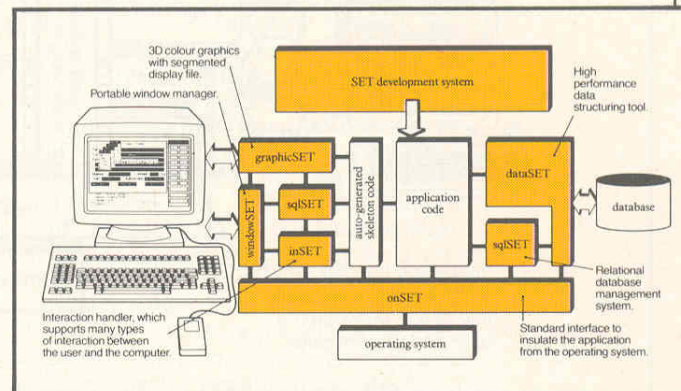 3D colour graphics
with segmented
display file.
Portable window manager.
SET development system
High
performance
data
structuring tool.
graphicSET
windowSET
sqlSET
inSET
auto-generated
skeleton code
application
code
dataSET
sqlSET
database
onSET
operating system
Interaction handler, which
supports many types
of interaction between
the user and the computer.
Relational
database
management
system.
Standard interface to
insulate the application
from the operating system.